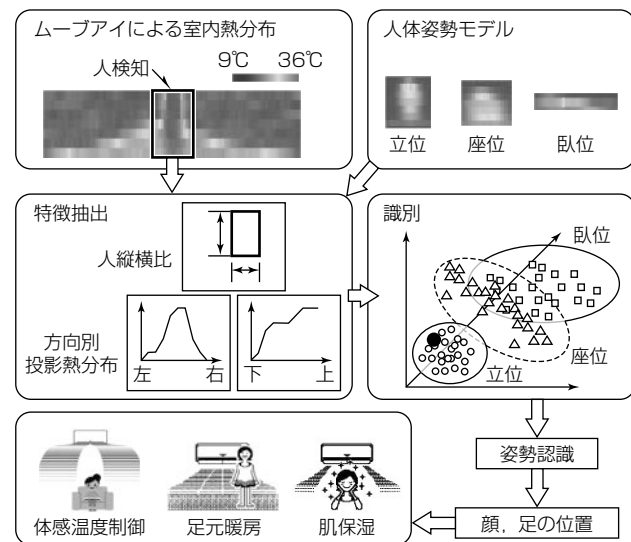 ムーブアイによる室内熱分布
人検知
9℃ 36℃
人体姿勢モデル
立位 座位 臥位
特徴抽出
人縦横比
方向別
投影熱分布
左 右 下 上
識別
臥位
座位
立位
姿勢認識
顔，足の位置
体感温度制御 足元暖房 肌保湿